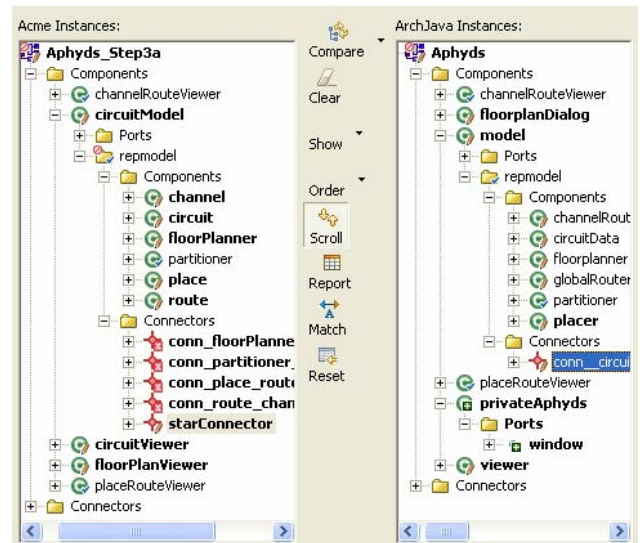 Acme Instances:
Aphyds_Step3a
Components
channelRouteViewer
circuitModel
Ports
repmodel
Components
channel
circuit
floorPlanner
partitioner
place
route
Connectors
conn_floorPlanne
conn_partitioner_
conn_place_route
conn_route_chan
starConnector
circuitViewer
floorPlanViewer
placeRouteViewer
Connectors
Compare
Clear
Show
Order
Scroll
Report
Match
Reset
ArchJava Instances:
Aphyds
Components
channelRouteViewer
floorplanDialog
model
Ports
repmodel
Components
channelRout
circuitData
floorplanner
globalRouter
partitioner
placer
Connectors
conn__circui
placeRouteViewer
privateAphyds
Ports
window
viewer
Connectors